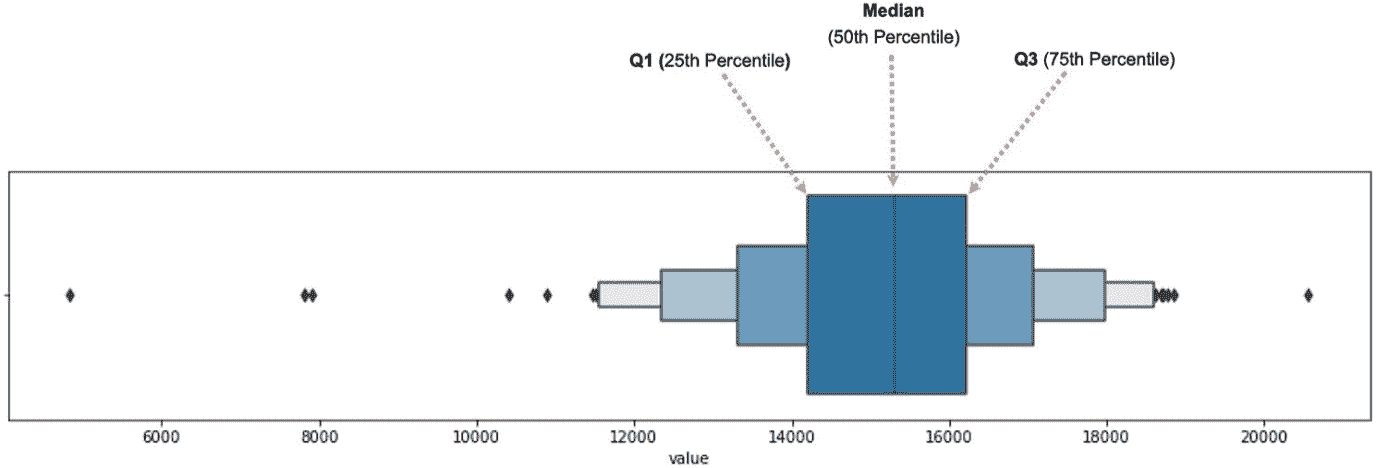 Median
(50th Percentile)
Q1 (25th Percentile)
Q3 (75th Percentile)
6000 8000 10000 12000 14000 16000 18000 20000
value